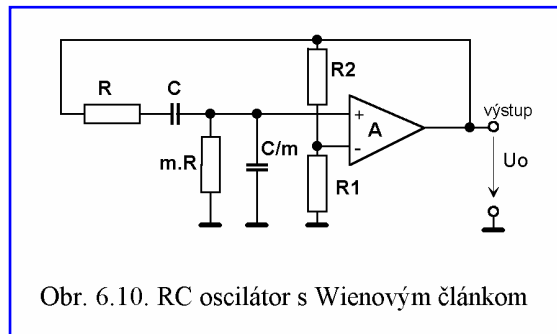 R2
R
C
výstup
+
A
C/m
-
m.R
R1
Uo
Obr. 6.10. RC oscilátor s Wienovým článkom